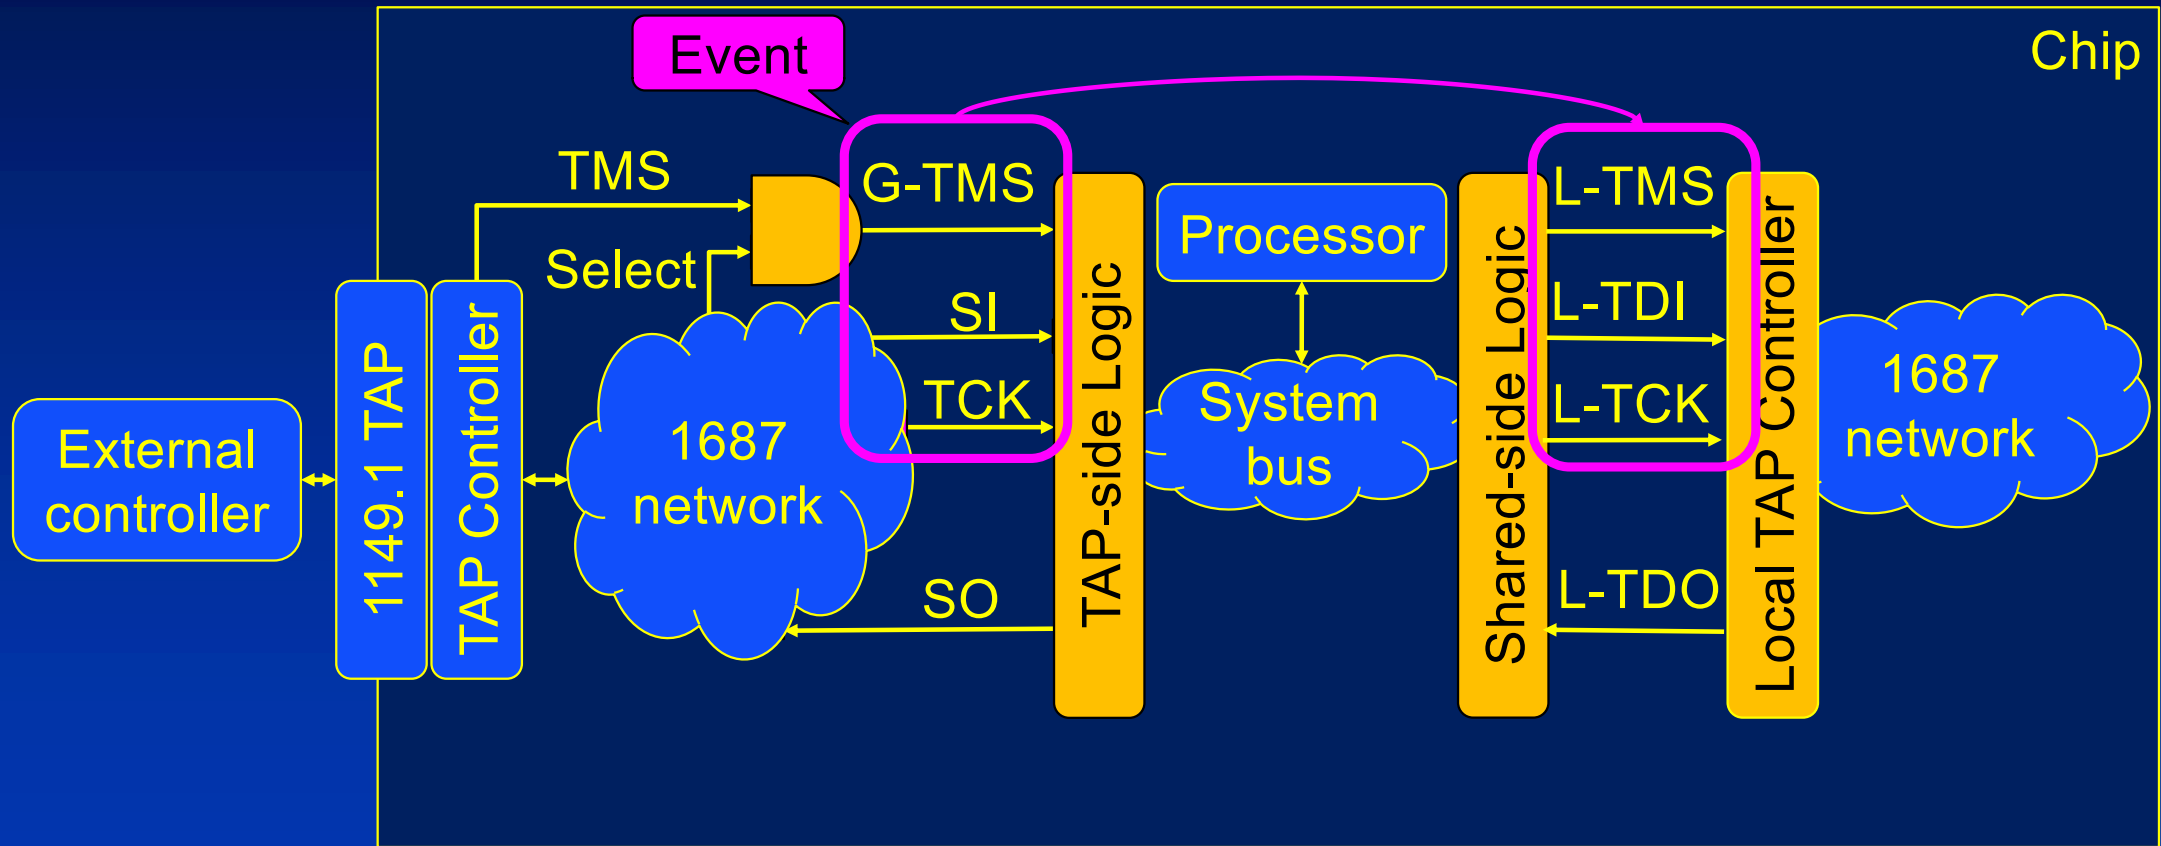 Chip
Event
TMS
G-TMS
L-TMS
Select
Processor
SI
L-TDI
TCK
L-TCK
External
controller
1149.1 TAP
TAP Controller
1687
network
TAP-side Logic
System
bus
Shared-side Logic
Local TAP Controller
1687
network
SO
L-TDO